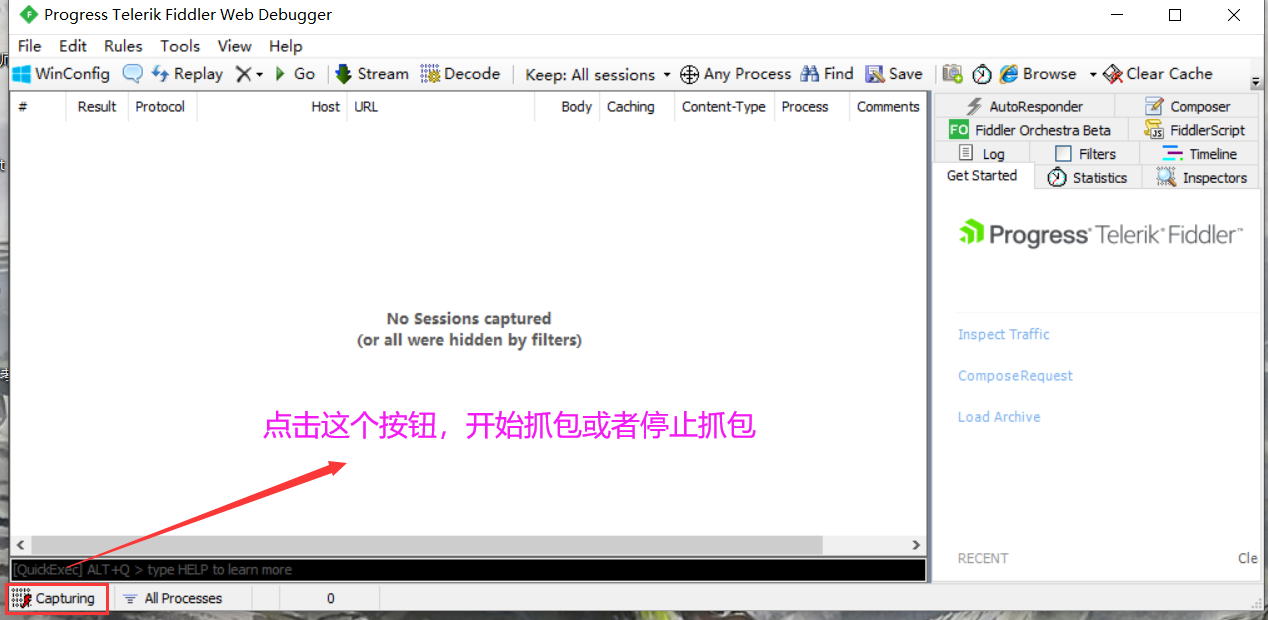 Progress Telerik Fiddler Web Debugger
File Edit Rules Tools View Help
WinConfig Replay Go Stream Decode Keep: All sessions Any Process Find Save Browse Clear Cache
# Result Protocol Host URL Body Caching Content-Type Process Comments
AutoResponder Composer
FO Fiddler Orchestra Beta FiddlerScript
Log Filters Timeline
Get Started Statistics Inspectors
Progress Telerik Fiddler™
No Sessions captured
(or all were hidden by filters)
Inspect Traffic
ComposeRequest
Load Archive
点击这个按钮，开始抓包或者停止抓包
RECENT Cle
[QuickExec] ALT+Q > type HELP to learn more
Capturing All Processes 0